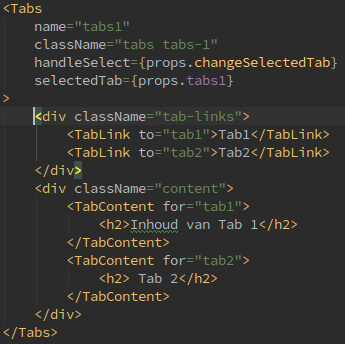 <Tabs
name="tabs1"
className="tabs tabs-1"
handleSelect={props.changeSelectedTab}
selectedTab={props.tabs1}
>
<div className="tab-links">
<TabLink to="tab1">Tab1</TabLink>
<TabLink to="tab2">Tab2</TabLink>
</div>
<div className="content">
<TabContent for="tab1">
<h2>Inhoud van Tab 1</h2>
</TabContent>
<TabContent for="tab2">
<h2> Tab 2</h2>
</TabContent>
</div>
</Tabs>